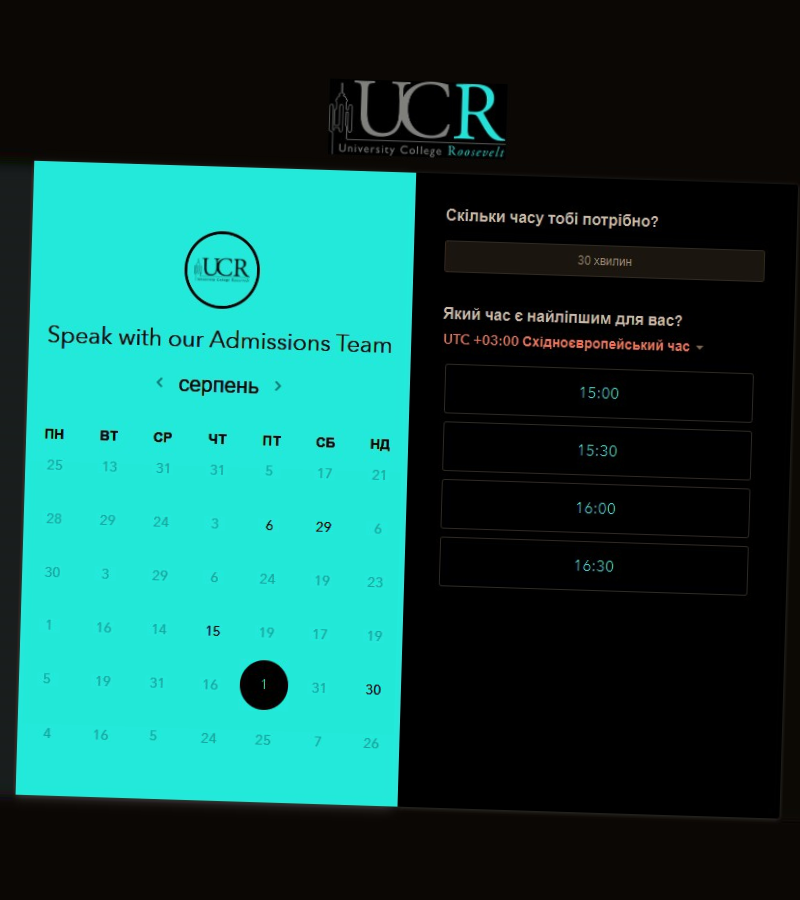 UCR
University College Roosevelt
UCR
University College Roosevelt
Speak with our Admissions Team
серпень
ПН ВТ СР ЧТ ПТ СБ НД
25 13 31 31 5 17 21
28 29 24 3 6 29 6
30 3 29 6 24 19 23
1 16 14 15 19 17 19
5 19 31 16 1 31 30
4 16 5 24 25 7 26
Скільки часу тобі потрібно?
30 хвилин
Який час є найліпшим для вас?
UTC +03:00 Східноєвропейський час
15:00
15:30
16:00
16:30